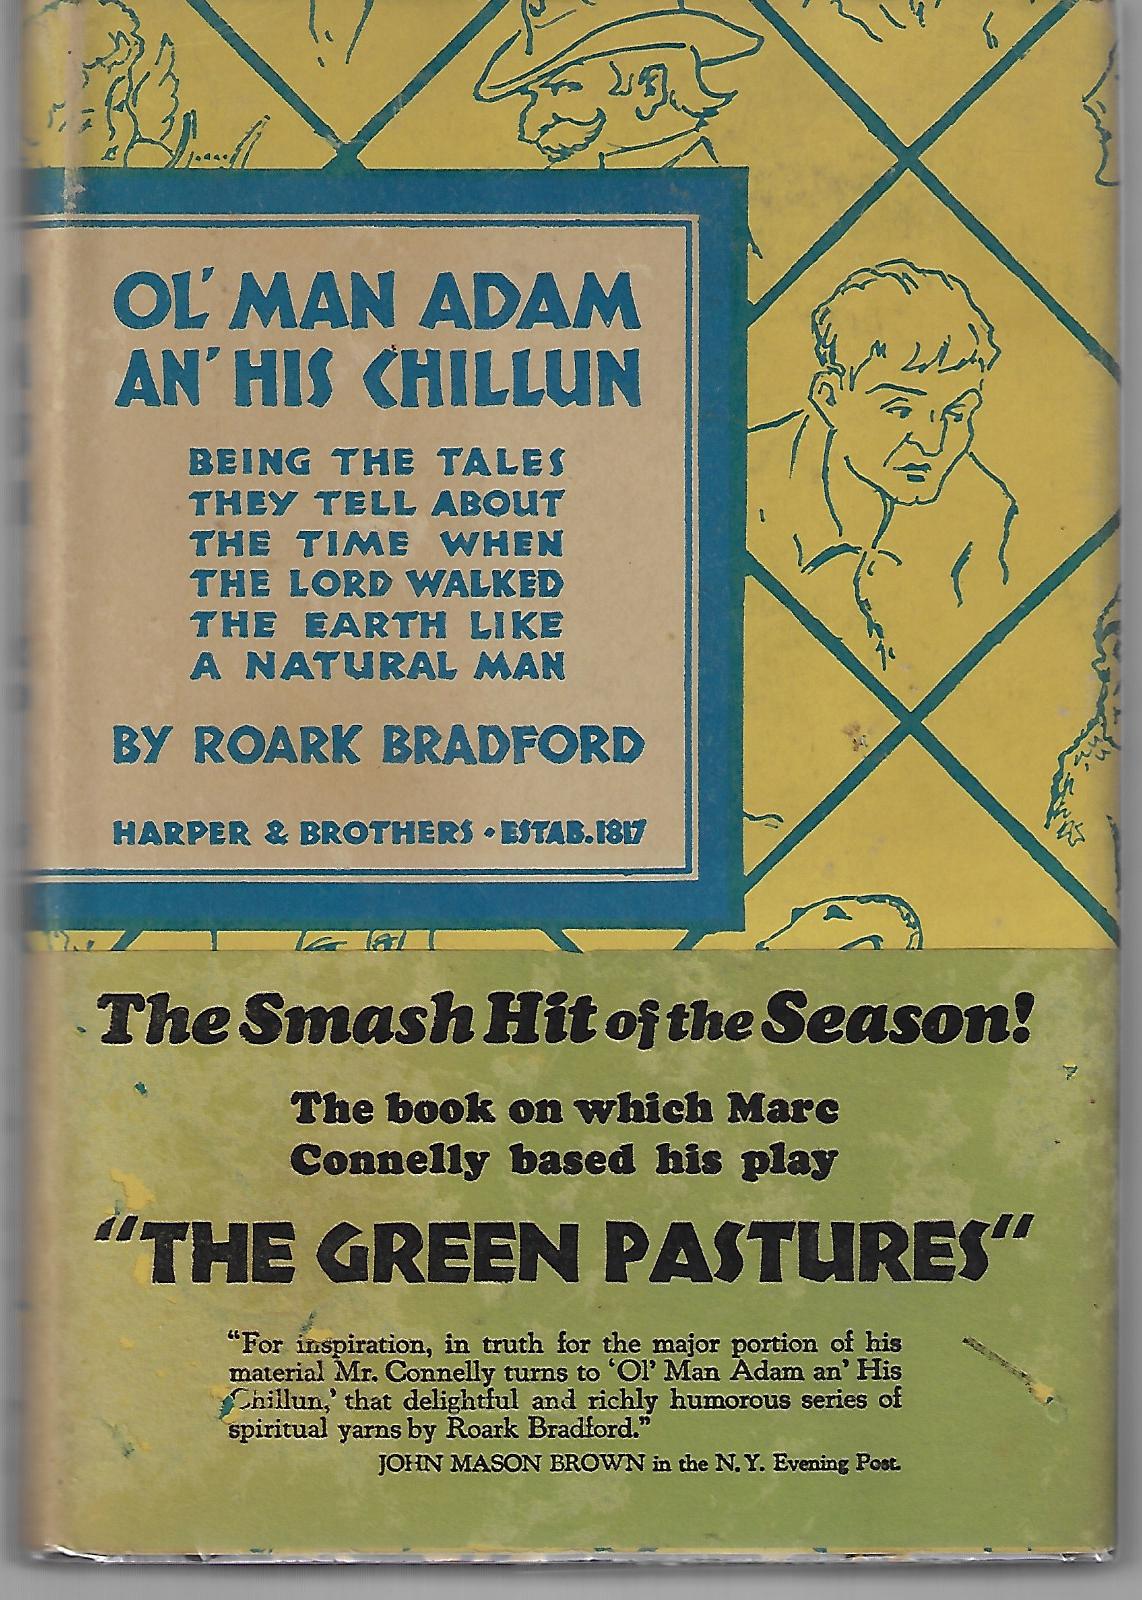 OL' MAN ADAM
AN' HIS CHILLUN
BEING THE TALES
THEY TELL ABOUT
THE TIME WHEN
THE LORD WALKED
THE EARTH LIKE
A NATURAL MAN
BY ROARK BRADFORD
HARPER & BROTHERS • ESTAB. 1817
The Smash Hit of the Season!
The book on which Marc
Connelly based his play
"THE GREEN PASTURES"
"For inspiration, in truth for the major portion of his
material Mr. Connelly turns to 'Ol' Man Adam an' His
Chillun,' that delightful and richly humorous series of
spiritual yarns by Roark Bradford."
JOHN MASON BROWN in the N. Y. Evening Post.